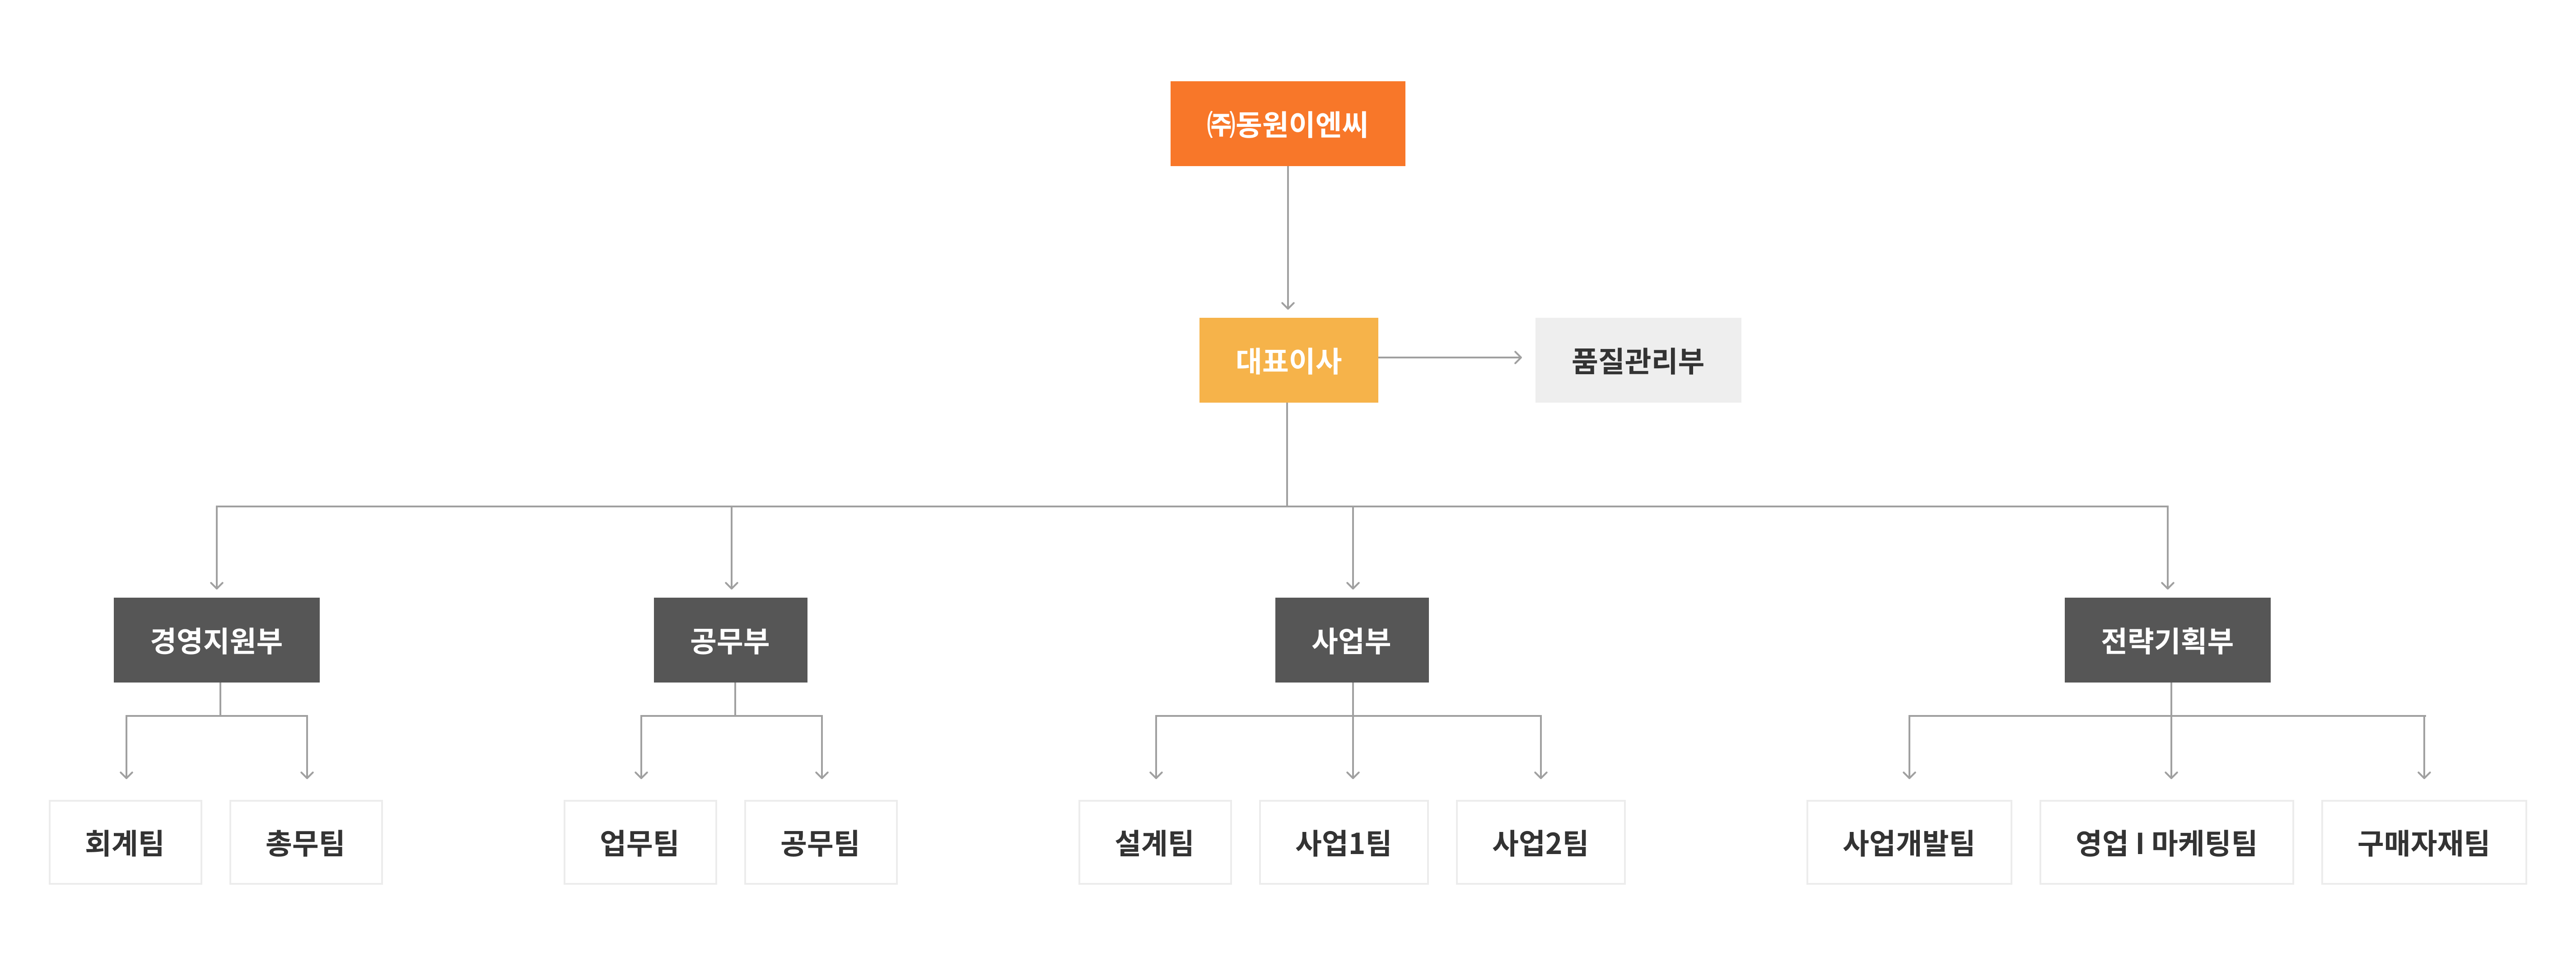 ㈜동원이엔씨
대표이사
품질관리부
경영지원부
공무부
사업부
전략기획부
회계팀
총무팀
업무팀
공무팀
설계팀
사업1팀
사업2팀
사업개발팀
영업 I 마케팅팀
구매자재팀